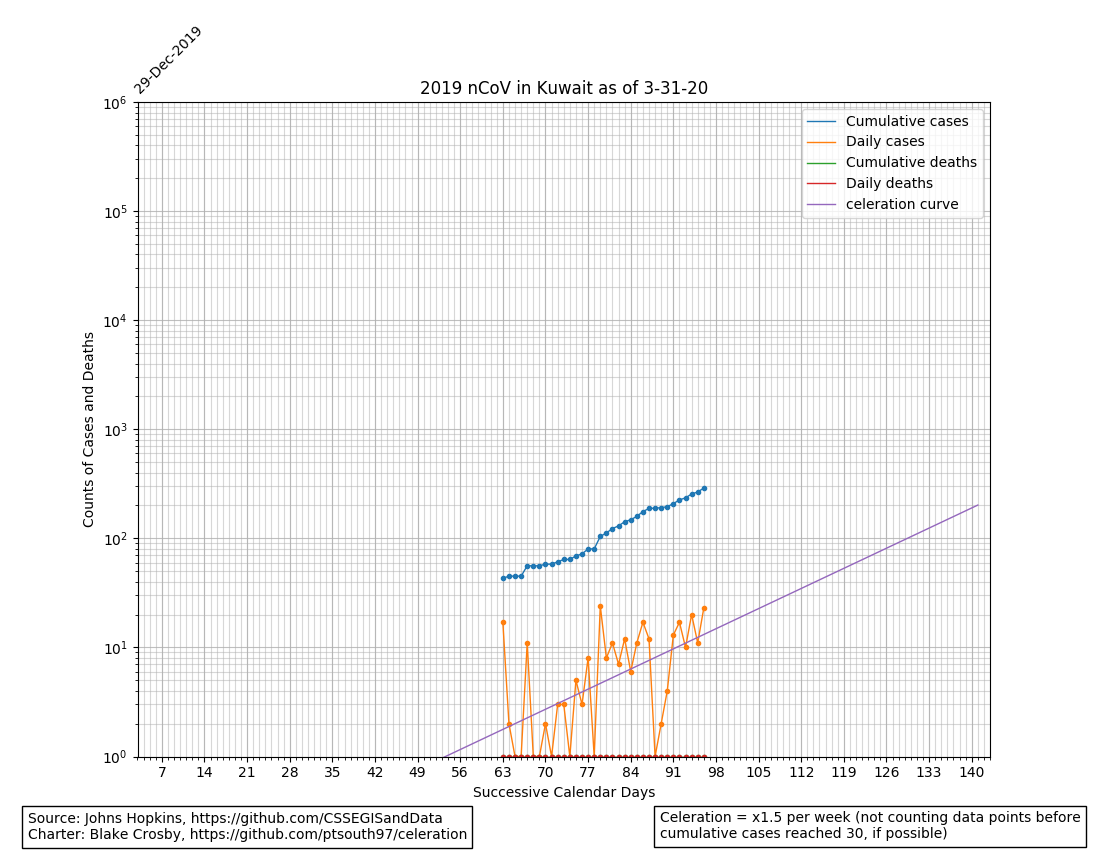 29-Dec-2019
2019 nCoV in Kuwait as of 3-31-20
Cumulative cases
Daily cases
Cumulative deaths
Daily deaths
celeration curve
Counts of Cases and Deaths
10^6
10^5
10^4
10^3
10^2
10^1
10^0
7 14 21 28 35 42 49 56 63 70 77 84 91 98 105 112 119 126 133 140
Successive Calendar Days
Source: Johns Hopkins, https://github.com/CSSEGISandData
Charter: Blake Crosby, https://github.com/ptsouth97/celeration
Celeration = x1.5 per week (not counting data points before
cumulative cases reached 30, if possible)